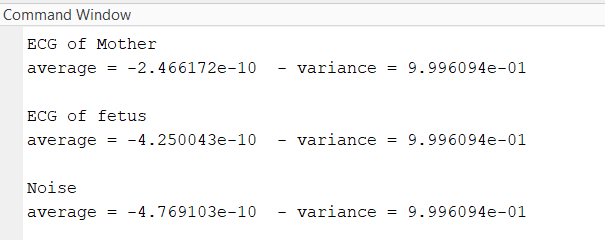 Command Window
ECG of Mother
average = -2.466172e-10  - variance = 9.996094e-01
ECG of fetus
average = -4.250043e-10  - variance = 9.996094e-01
Noise
average = -4.769103e-10  - variance = 9.996094e-01